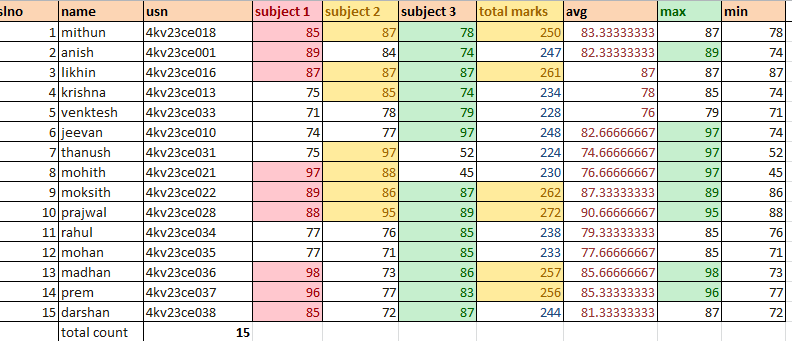 slno name usn subject 1 subject 2 subject 3 total marks avg max min
1 mithun 4kv23ce018 85 87 78 250 83.33333333 87 78
2 anish 4kv23ce001 89 84 74 247 82.33333333 89 74
3 likhin 4kv23ce016 87 87 87 261 87 87 87
4 krishna 4kv23ce013 75 85 74 234 78 85 74
5 venktesh 4kv23ce033 71 78 79 228 76 79 71
6 jeevan 4kv23ce010 74 77 97 248 82.66666667 97 74
7 thanush 4kv23ce031 75 97 52 224 74.66666667 97 52
8 mohith 4kv23ce021 97 88 45 230 76.66666667 97 45
9 moksith 4kv23ce022 89 86 87 262 87.33333333 89 86
10 prajwal 4kv23ce028 88 95 89 272 90.66666667 95 88
11 rahul 4kv23ce034 77 76 85 238 79.33333333 85 76
12 mohan 4kv23ce035 77 71 85 233 77.66666667 85 71
13 madhan 4kv23ce036 98 73 86 257 85.66666667 98 73
14 prem 4kv23ce037 96 77 83 256 85.33333333 96 77
15 darshan 4kv23ce038 85 72 87 244 81.33333333 87 72
total count 15